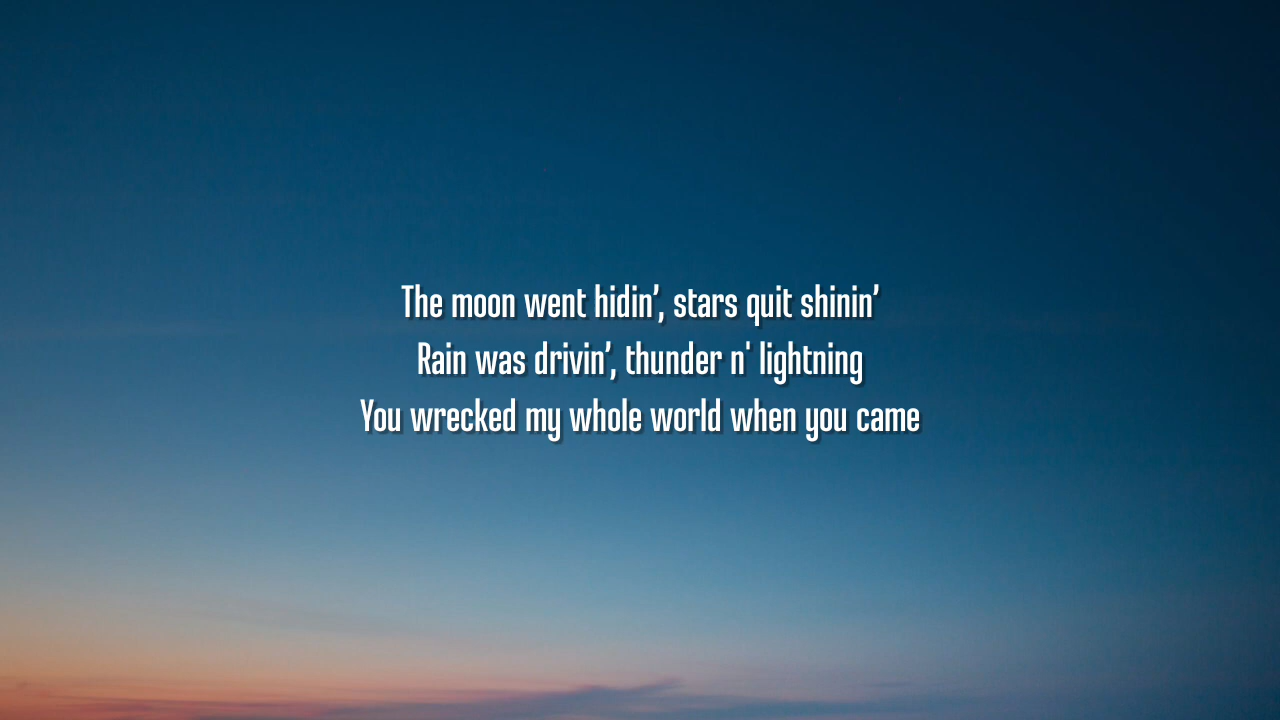 The moon went hidin’, stars quit shinin’
Rain was drivin’, thunder n' lightning
You wrecked my whole world when you came